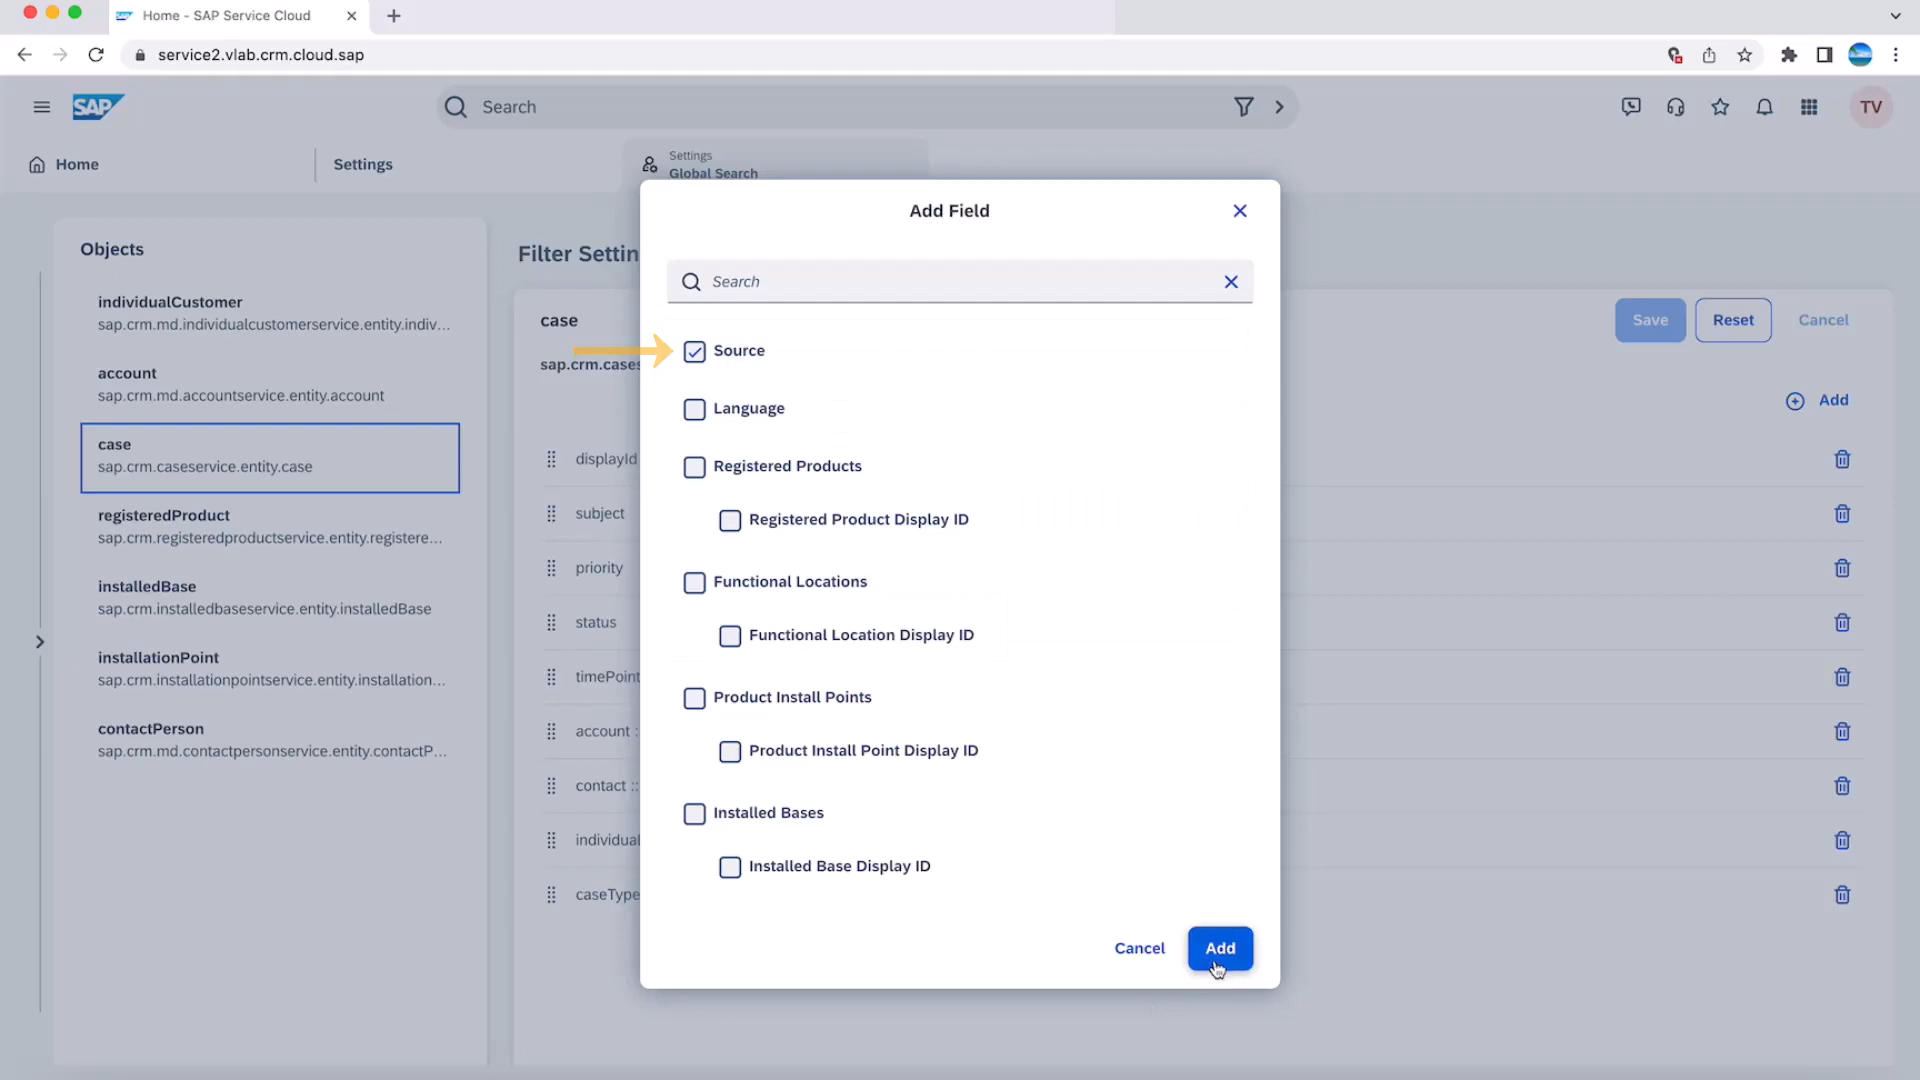 Home - SAP Service Cloud
service2.vlab.crm.cloud.sap
SAP
Search
TV
Home
Settings
Settings
Global Search
Objects
individualCustomer
sap.crm.md.individualcustomerservice.entity.indiv...
account
sap.crm.md.accountservice.entity.account
case
sap.crm.caseservice.entity.case
registeredProduct
sap.crm.registeredproductservice.entity.registere...
installedBase
sap.crm.installedbaseservice.entity.installedBase
installationPoint
sap.crm.installationpointservice.entity.installation...
contactPerson
sap.crm.md.contactpersonservice.entity.contactP...
Filter Settin
case
sap.crm.cases
Save
Reset
Cancel
Add
displayId
subject
priority
status
timePoint
account :
contact ::
individual
caseType
Add Field
Search
Source
Language
Registered Products
Registered Product Display ID
Functional Locations
Functional Location Display ID
Product Install Points
Product Install Point Display ID
Installed Bases
Installed Base Display ID
Cancel
Add